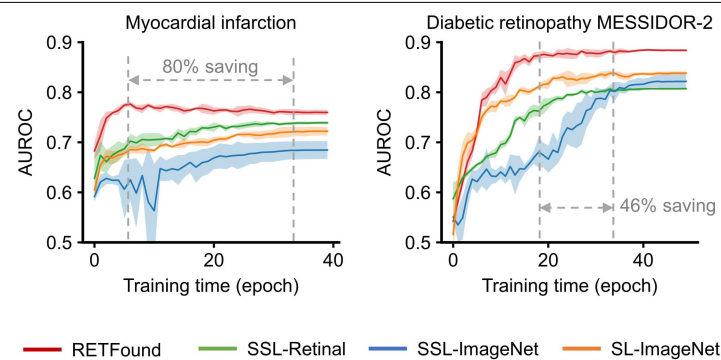 Myocardial infarction
Diabetic retinopathy MESSIDOR-2
0.9
0.8
0.7
0.6
0.5
AUROC
80% saving
0
20
40
Training time (epoch)
0.9
0.8
0.7
0.6
0.5
AUROC
46% saving
0
20
40
Training time (epoch)
RETFound
SSL-Retinal
SSL-ImageNet
SL-ImageNet